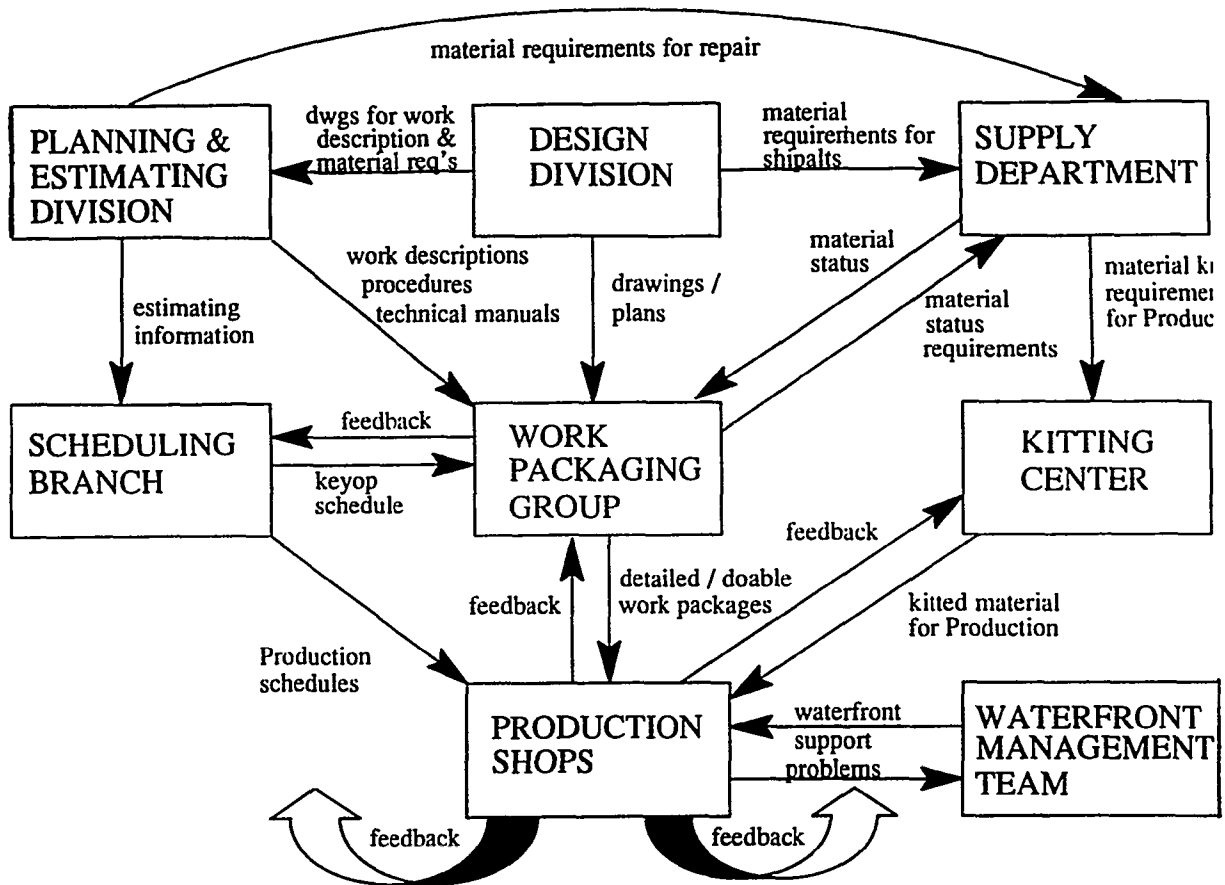 material requirements for repair
PLANNING &
ESTIMATING
DIVISION
dwgs for work
description &
material req's
DESIGN
DIVISION
material
requirements for
shipalts
SUPPLY
DEPARTMENT
estimating
information
work descriptions
procedures
technical manuals
drawings /
plans
material
status
material
status
requirements
material
for
SCHEDULING
BRANCH
feedback
keyop
schedule
WORK
PACKAGING
GROUP
KITTING
CENTER
feedback
feedback
detailed / doable
work packages
kitted material
for Production
Production
schedules
PRODUCTION
SHOPS
waterfront
support
problems
WATERFRONT
MANAGEMENT
TEAM
feedback
feedback